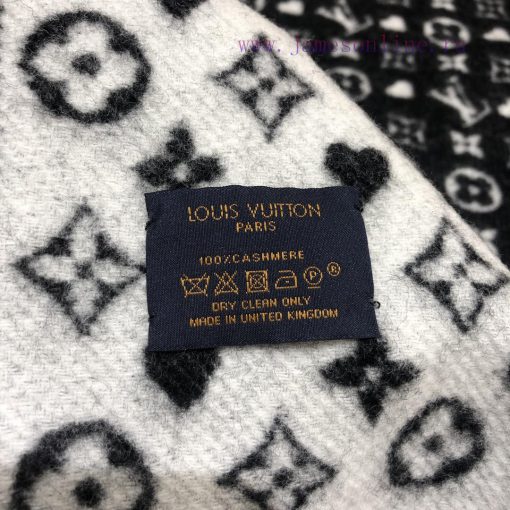 LOUIS VUITTON
PARIS
100% CASHMERE
P ®
DRY CLEAN ONLY
MADE IN UNITED KINGDOM